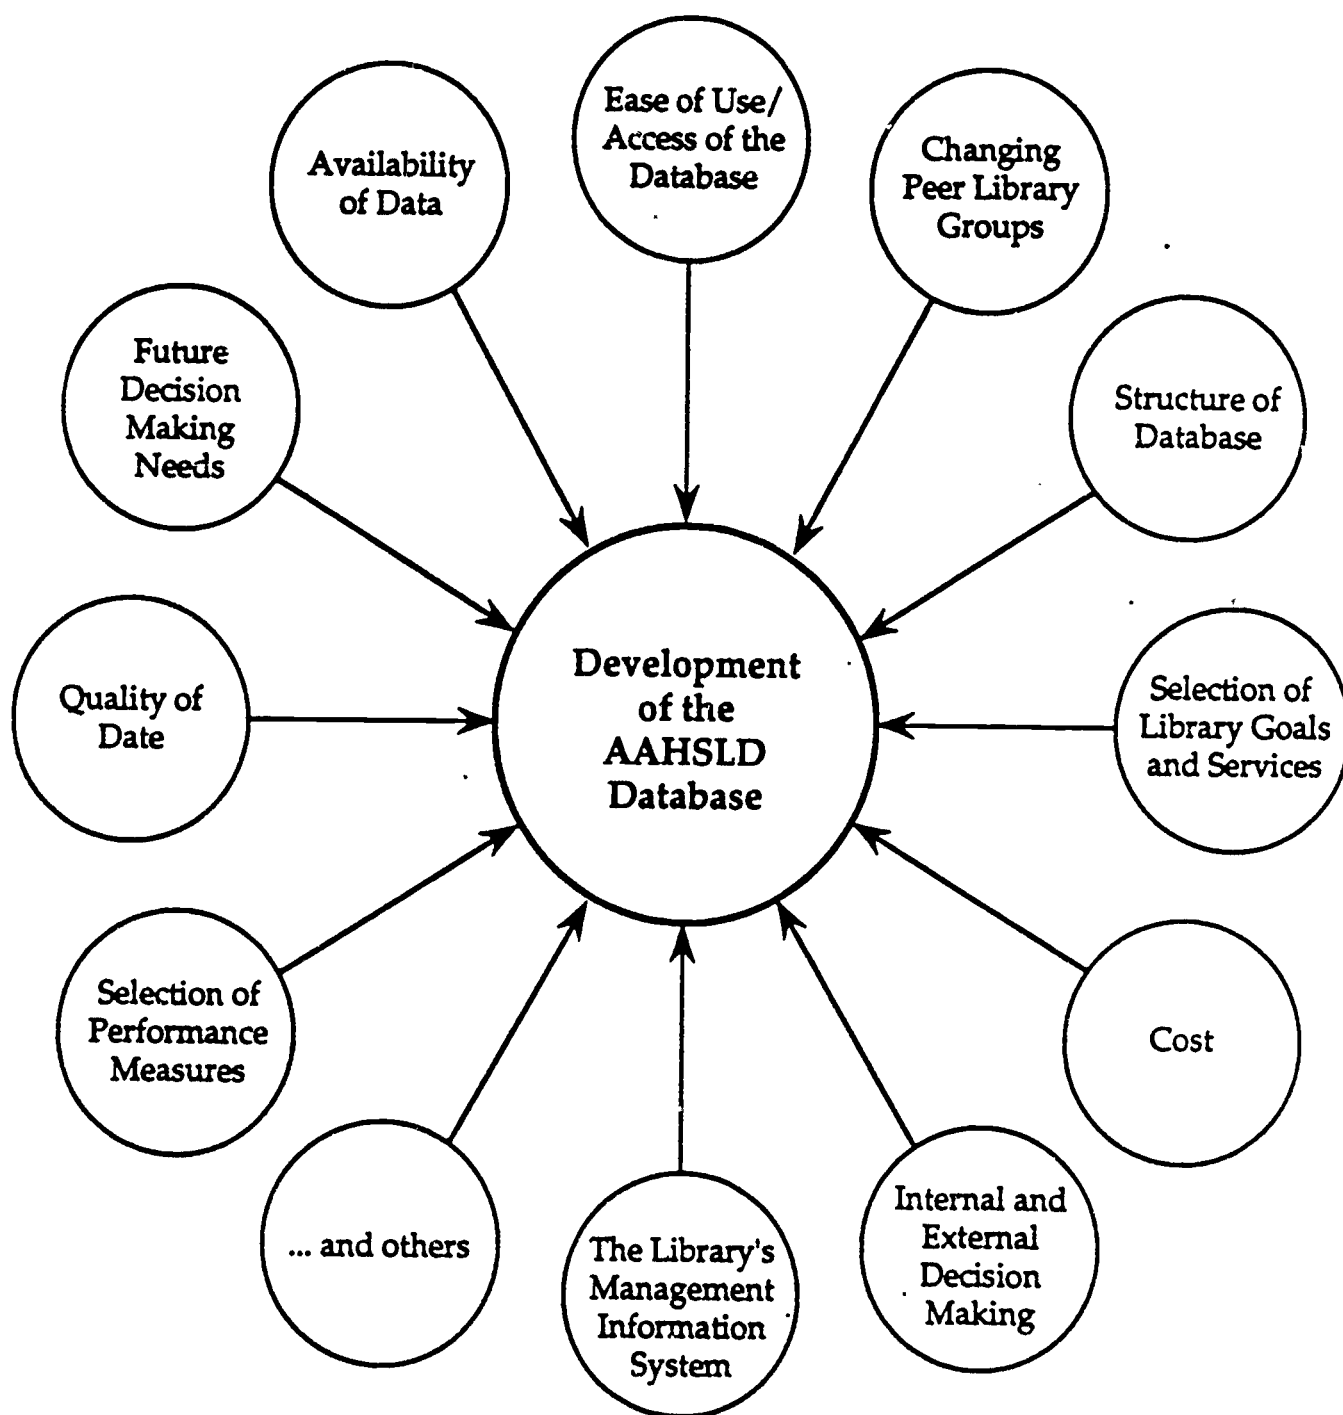 Ease of Use/
Access of the
Database
Changing
Peer Library
Groups
Structure of
Database
Selection of
Library Goals
and Services
Cost
Internal and
External
Decision
Making
The Library's
Management
Information
System
... and others
Selection of
Performance
Measures
Quality of
Date
Future
Decision
Making
Needs
Availability
of Data
Development
of the
AAHSLD
Database